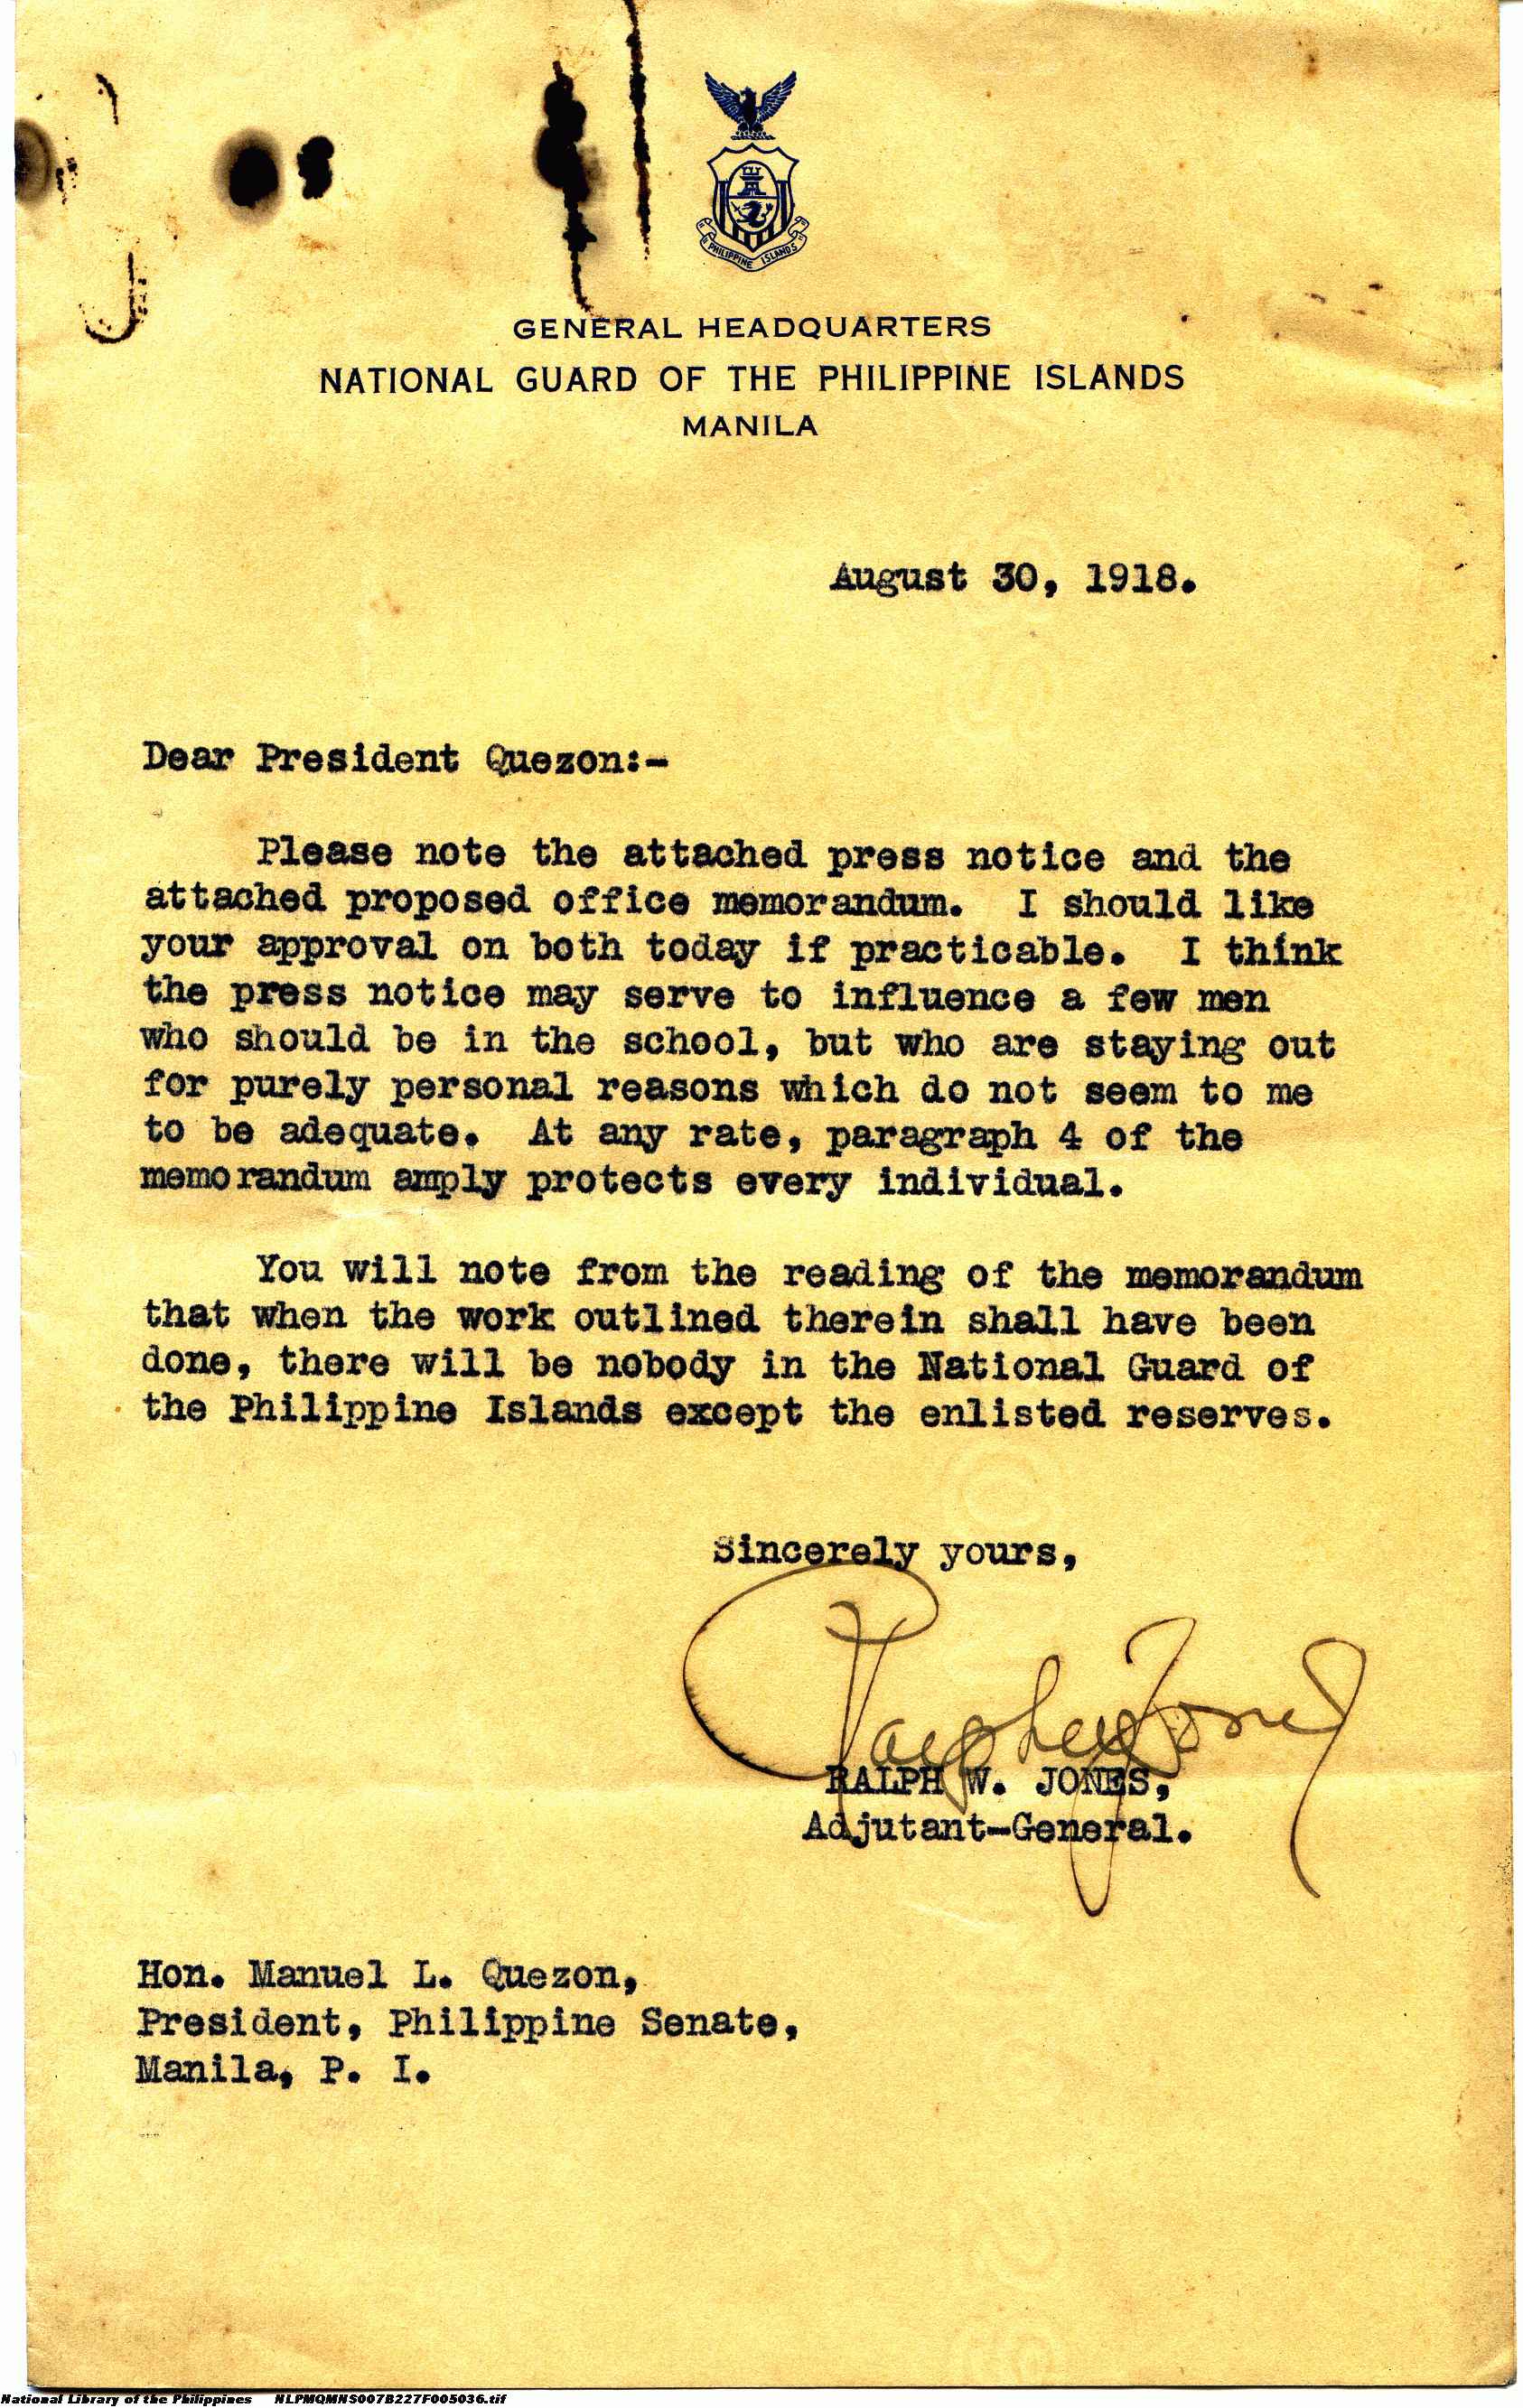 PHILIPPINE ISLANDS
GENERAL HEADQUARTERS
NATIONAL GUARD OF THE PHILIPPINE ISLANDS
MANILA
August 30, 1918.
Dear President Quezon:-
Please note the attached press notice and the
attached proposed office memorandum. I should like
your approval on both today if practicable. I think
the press notice may serve to influence a few men
who should be in the school, but who are staying out
for purely personal reasons which do not seem to me
to be adequate. At any rate, paragraph 4 of the
memorandum amply protects every individual.
You will note from the reading of the memorandum
that when the work outlined therein shall have been
done, there will be nobody in the National Guard of
the Philippine Islands except the enlisted reserves.
Sincerely yours,
Ralph W Jones
RALPH W. JONES,
Adjutant-General.
Hon. Manuel L. Quezon,
President, Philippine Senate,
Manila, P. I.
National Library of the Philippines NLPMQMNS007B227F005036.tif